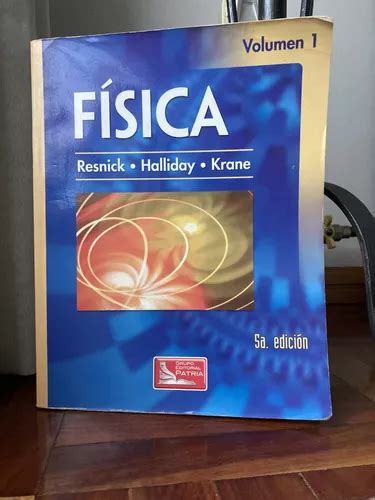 Volumen 1
FÍSICA
Resnick • Halliday • Krane
5a. edición
GRUPO
EDITORIAL
PATRIA